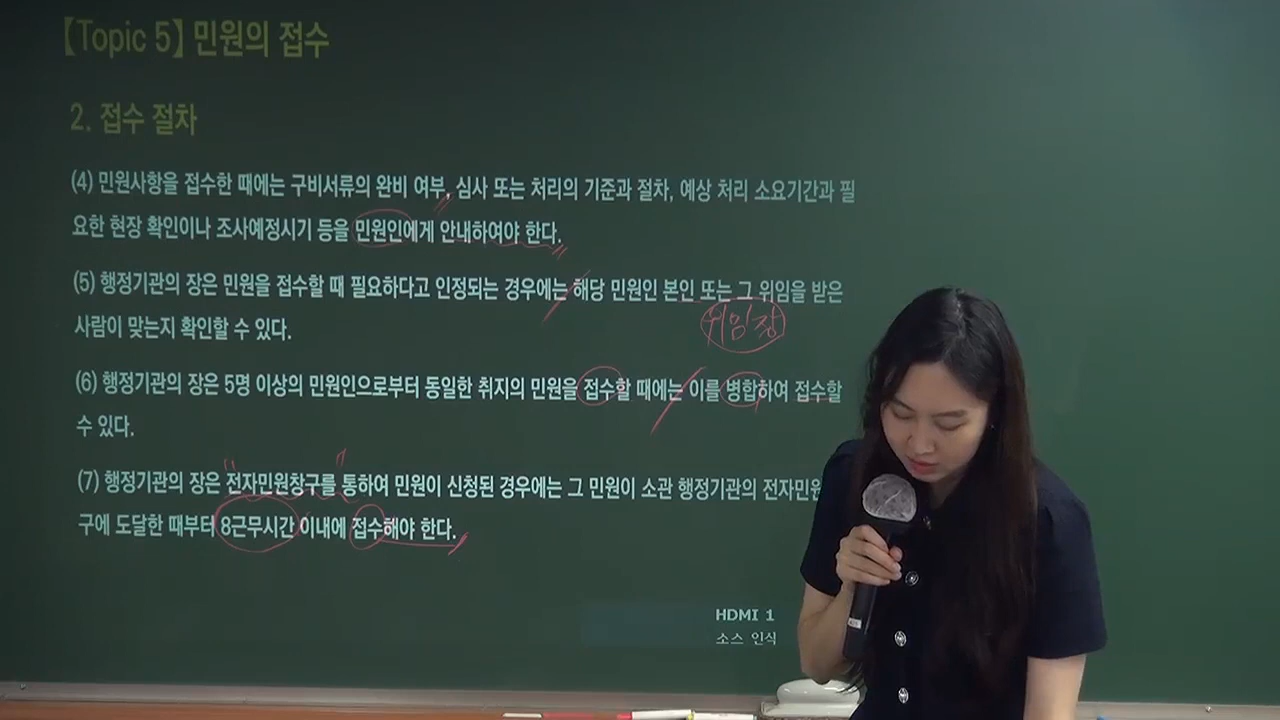 【Topic 5】 민원의 접수
2. 접수 절차
(4) 민원사항을 접수한 때에는 구비서류의 완비 여부, 심사 또는 처리의 기준과 절차, 예상 처리 소요기간과 필
요한 현장 확인이나 조사예정시기 등을 민원인에게 안내하여야 한다.
(5) 행정기관의 장은 민원을 접수할 때 필요하다고 인정되는 경우에는 해당 민원인 본인 또는 그 위임을 받은
위임장
사람이 맞는지 확인할 수 있다.
(6) 행정기관의 장은 5명 이상의 민원인으로부터 동일한 취지의 민원을 접수할 때에는 이를 병합하여 접수할
수 있다.
(7) 행정기관의 장은 "전자민원창구"를 통하여 민원이 신청된 경우에는 그 민원이 소관 행정기관의 전자민원
구에 도달한 때부터 8근무시간 이내에 접수해야 한다.
HDMI 1
소스 인식